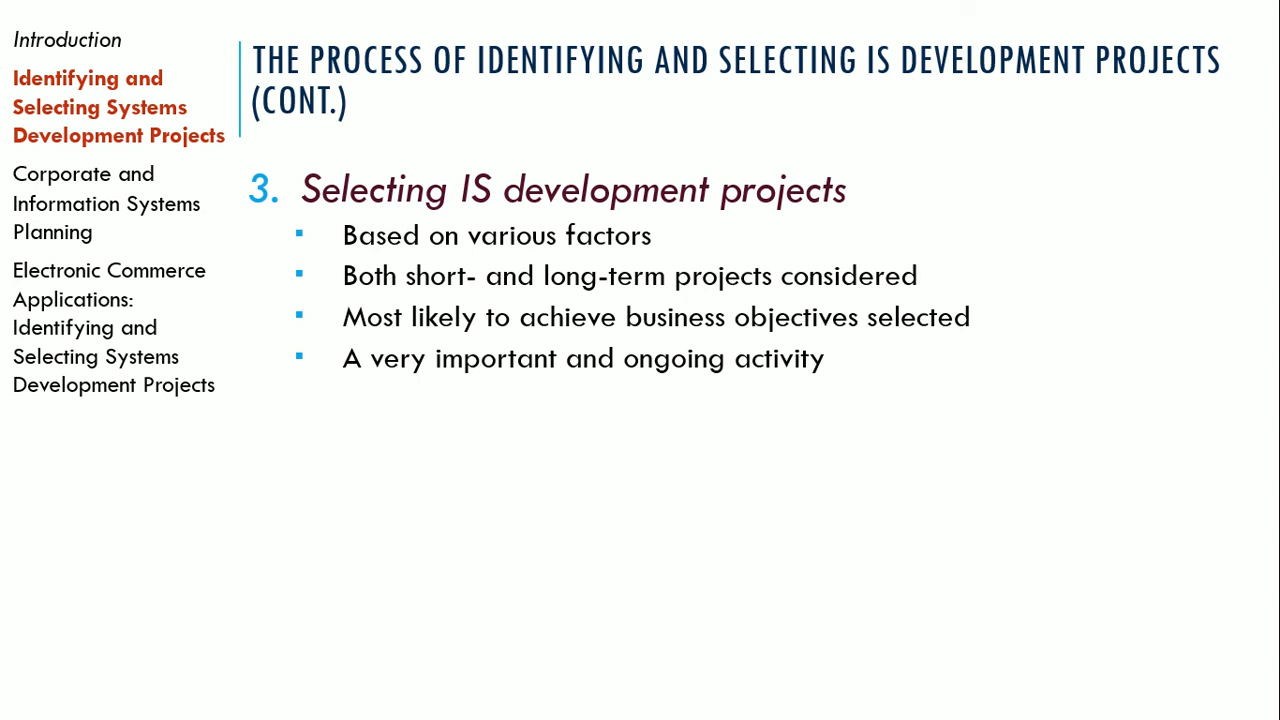 Introduction
Identifying and
Selecting Systems
Development Projects
Corporate and
Information Systems
Planning
Electronic Commerce
Applications:
Identifying and
Selecting Systems
Development Projects
THE PROCESS OF IDENTIFYING AND SELECTING IS DEVELOPMENT PROJECTS
(CONT.)
3. Selecting IS development projects
▪ Based on various factors
▪ Both short- and long-term projects considered
▪ Most likely to achieve business objectives selected
▪ A very important and ongoing activity